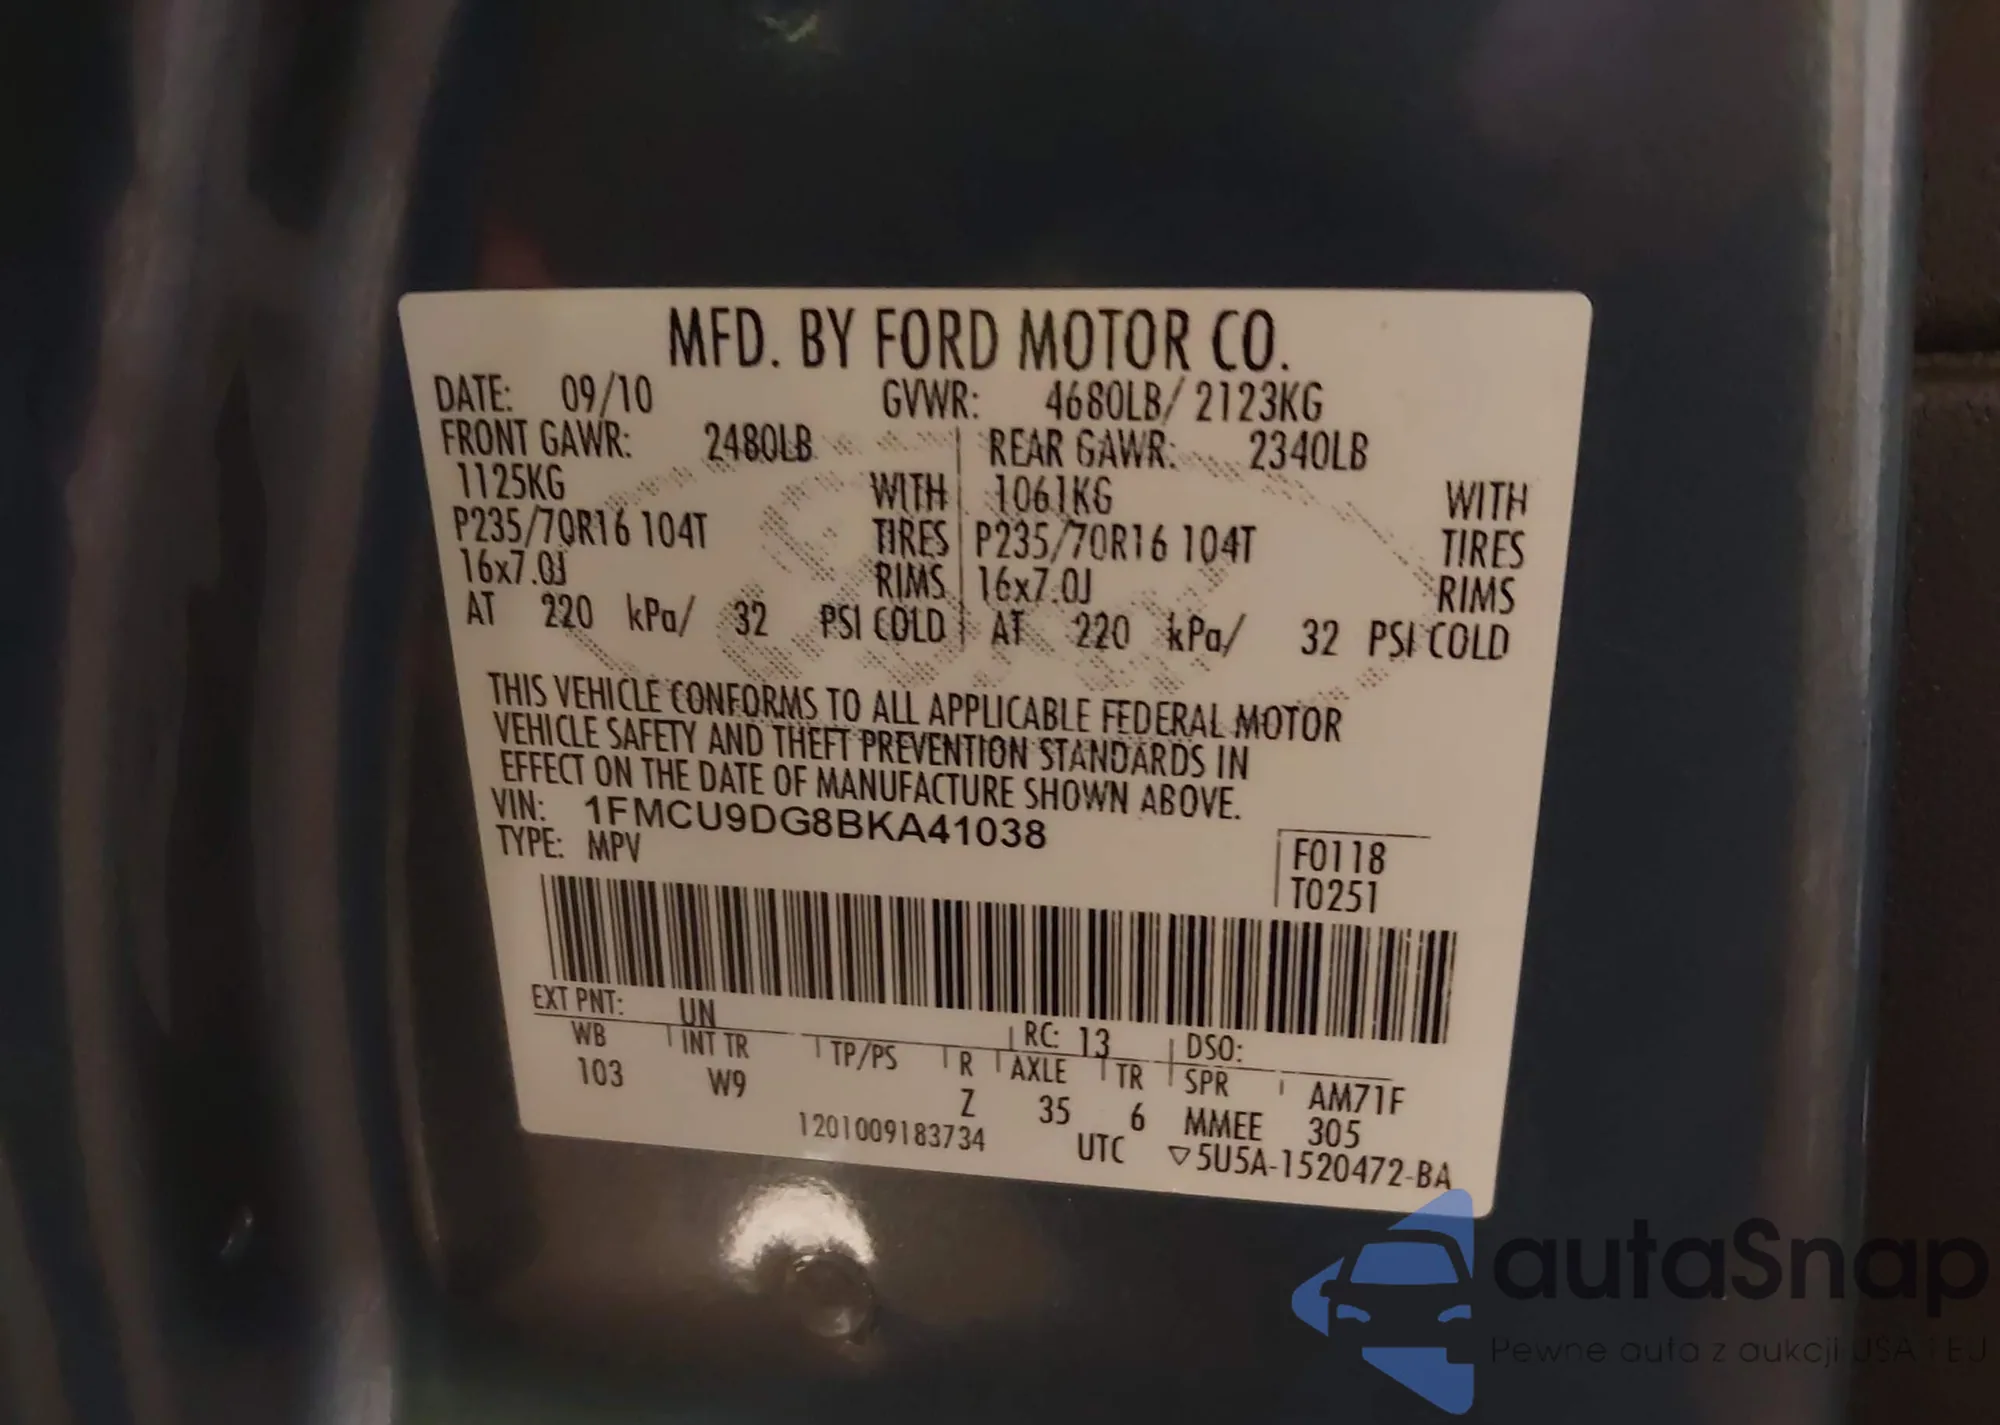 MFD. BY FORD MOTOR CO.
DATE: 09/10 GVWR: 4680LB/ 2123KG
FRONT GAWR: 2480LB REAR GAWR: 2340LB
1125KG WITH 1061KG WITH
P235/70R16 104T TIRES P235/70R16 104T TIRES
16x7.0J RIMS 16x7.0J RIMS
AT 220 kPa/ 32 PSI COLD AT 220 kPa/ 32 PSI COLD
THIS VEHICLE CONFORMS TO ALL APPLICABLE FEDERAL MOTOR
VEHICLE SAFETY AND THEFT PREVENTION STANDARDS IN
EFFECT ON THE DATE OF MANUFACTURE SHOWN ABOVE.
VIN: 1FMCU9DG8BKA41038
TYPE: MPV
F0118
T0251
EXT PNT: UN RC: 13 DSO:
WB INT TR TP/PS R AXLE TR SPR AM71F
103 W9 Z 35 6 MMEE 305
1201009183734 UTC ▽5U5A-1520472-BA
autaSnap
Pewne auta z aukcji USA i EU